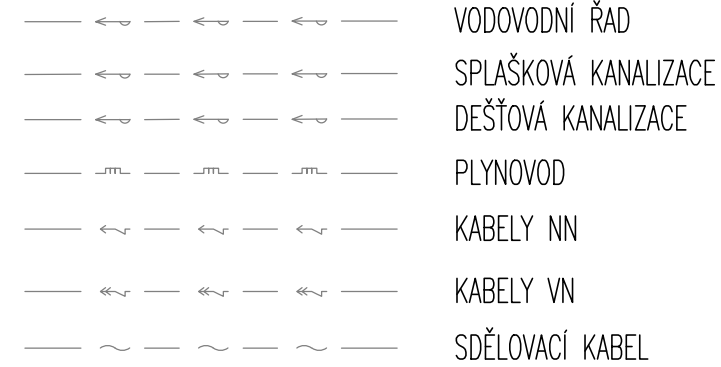 VODOVODNÍ ŘAD
SPLAŠKOVÁ KANALIZACE
DEŠŤOVÁ KANALIZACE
PLYNOVOD
KABELY NN
KABELY VN
SDĚLOVACÍ KABEL